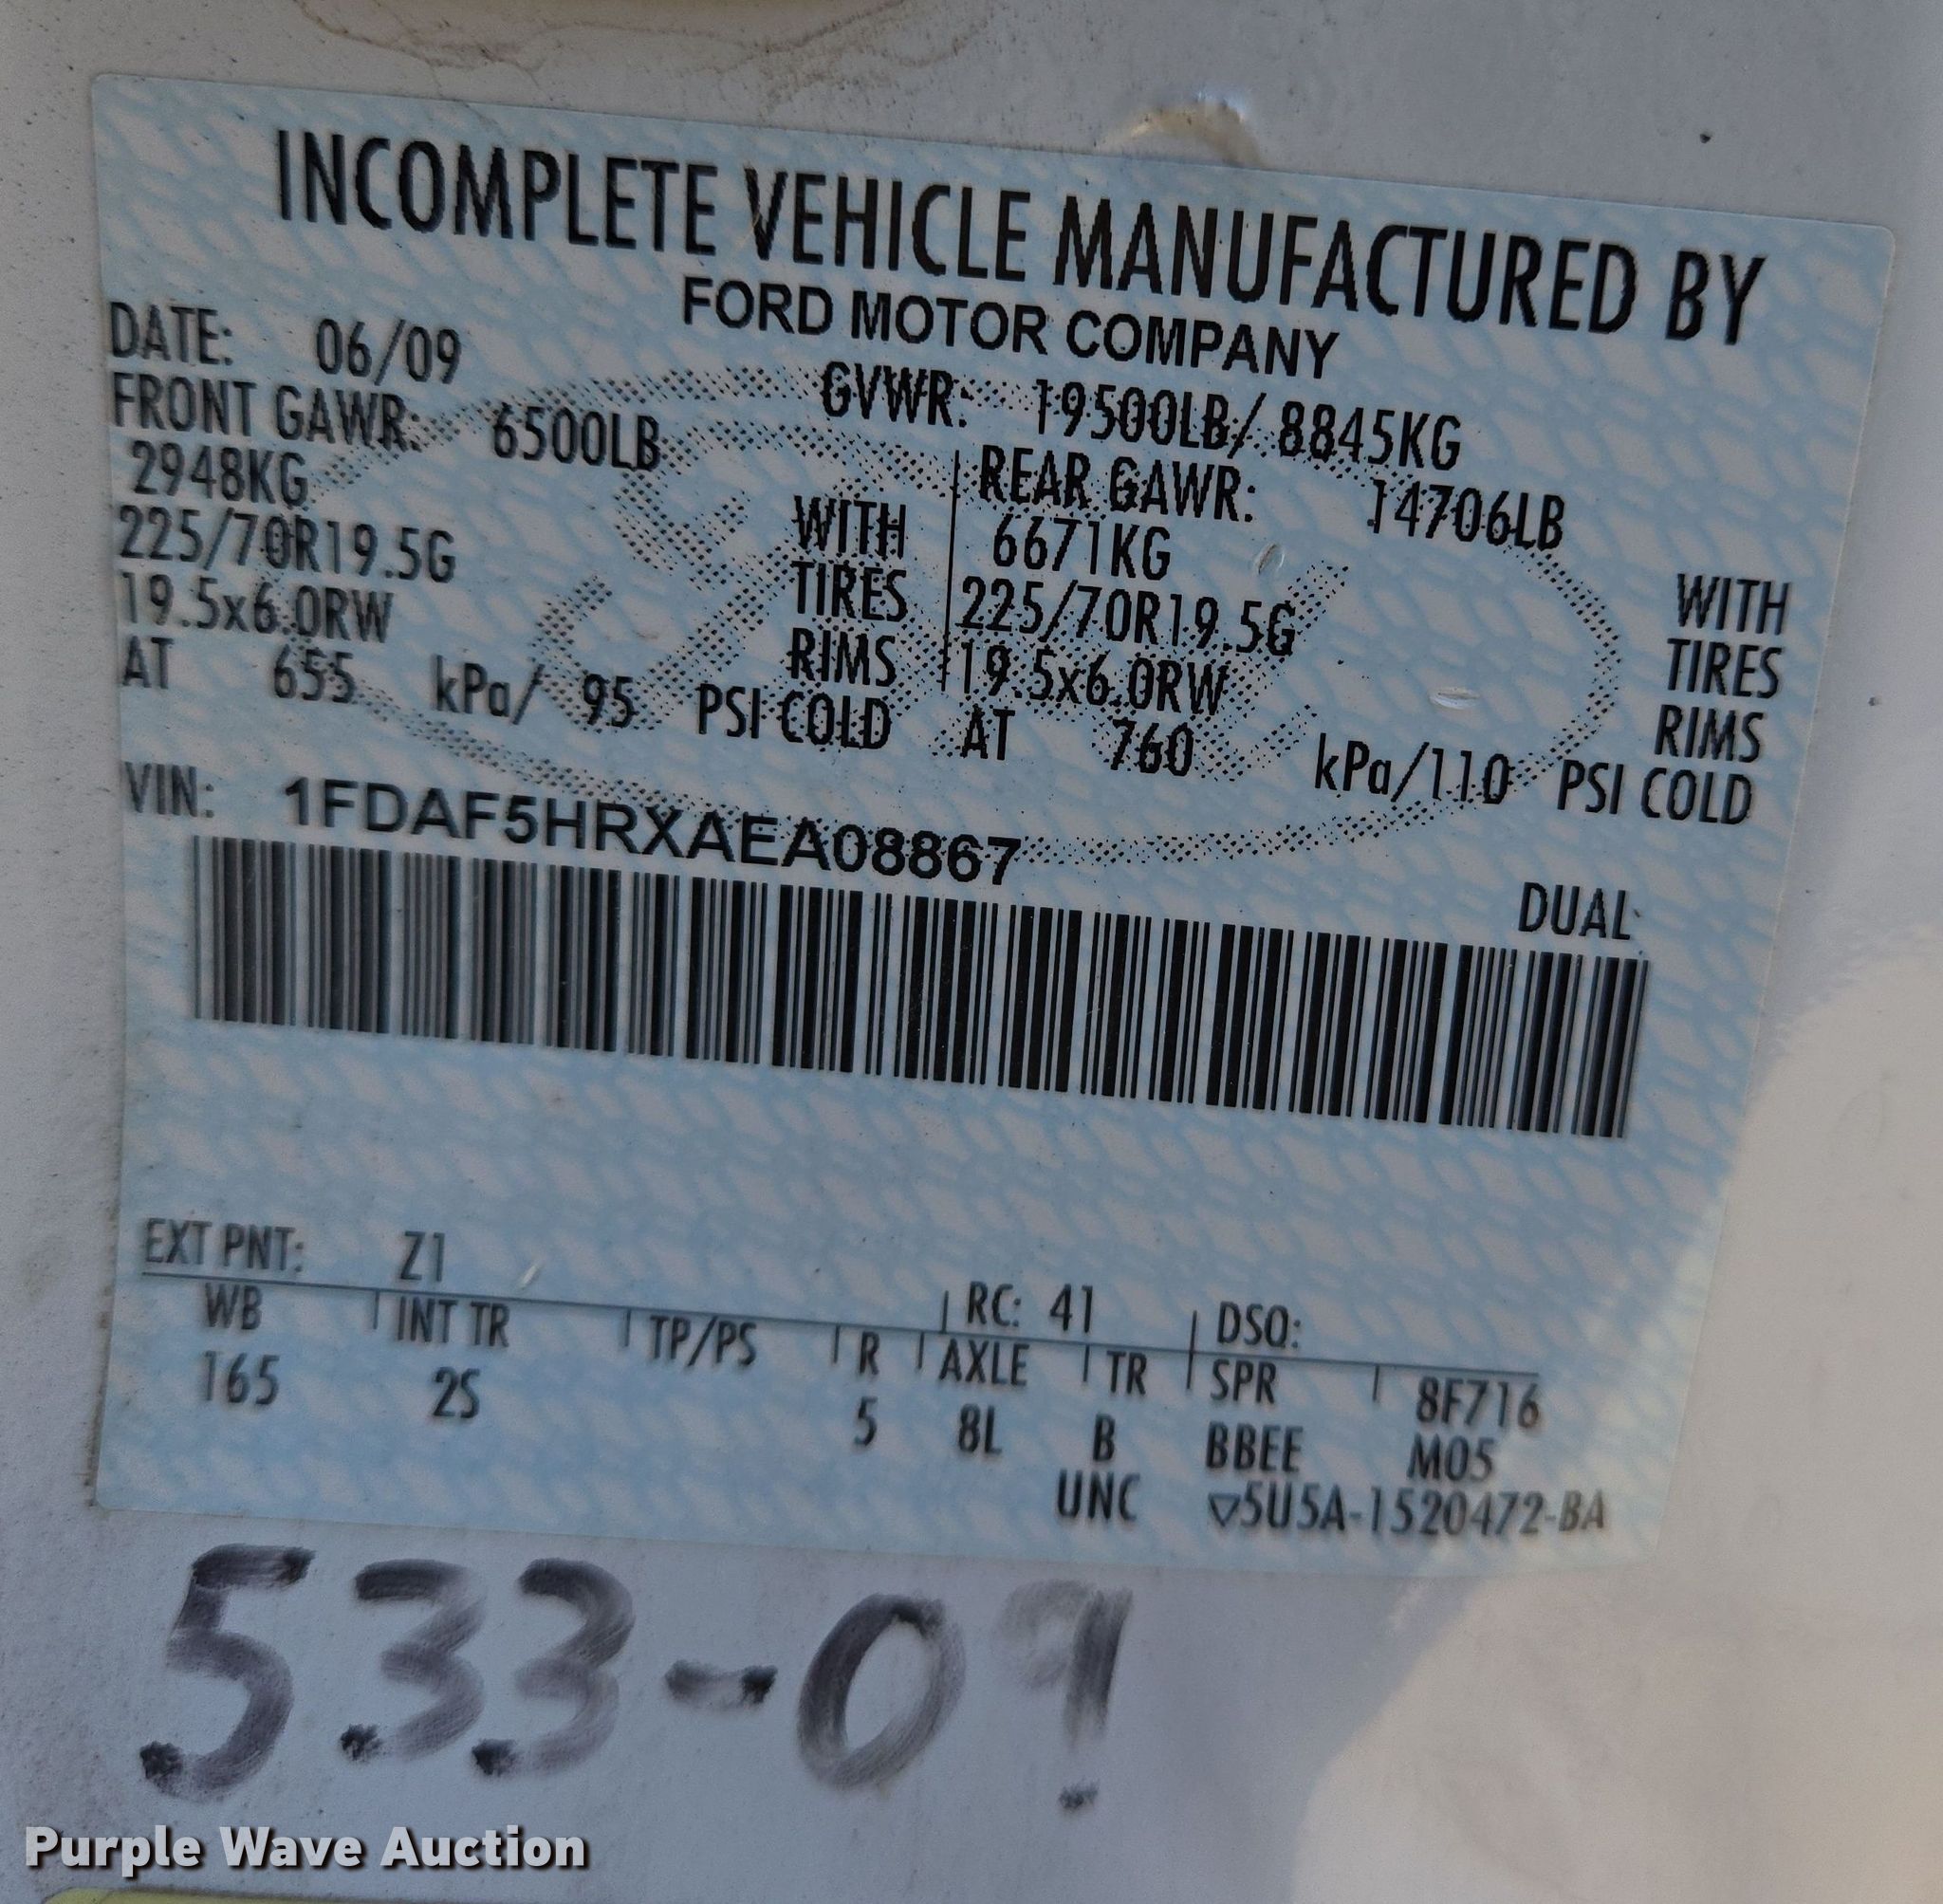 INCOMPLETE VEHICLE MANUFACTURED BY
FORD MOTOR COMPANY
DATE: 06/09 GVWR: 19500LB/ 8845KG
FRONT GAWR: 6500LB REAR GAWR: 14706LB
2948KG WITH 6671KG WITH
225/70R19.5G TIRES 225/70R19.5G TIRES
19.5x6.0RW RIMS 19.5x6.0RW RIMS
AT 655 kPa/ 95 PSI COLD AT 760 kPa/110 PSI COLD
VIN: 1FDAF5HRXAEA08867
DUAL
EXT PNT: Z1 RC: 41 DSO:
WB INT TR TP/PS R AXLE TR SPR 8F716
165 2S 5 8L B BBEE M05
UNC ▽5U5A-1520472-BA
533-09
Purple Wave Auction